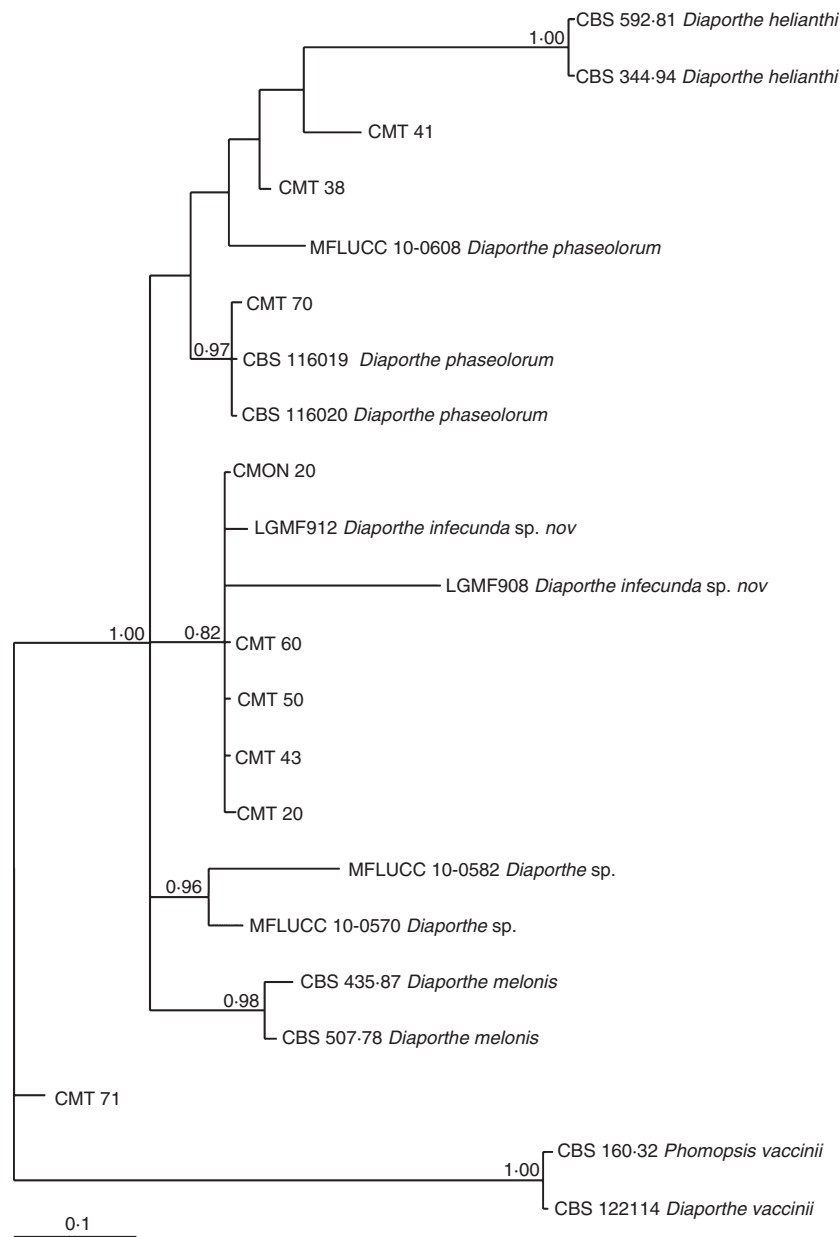 CBS 592·81 Diaporthe helianthi
1·00
CBS 344·94 Diaporthe helianthi
CMT 41
CMT 38
MFLUCC 10-0608 Diaporthe phaseolorum
CMT 70
0·97
CBS 116019 Diaporthe phaseolorum
CBS 116020 Diaporthe phaseolorum
CMON 20
LGMF912 Diaporthe infecunda sp. nov
LGMF908 Diaporthe infecunda sp. nov
1·00
0·82
CMT 60
CMT 50
CMT 43
CMT 20
MFLUCC 10-0582 Diaporthe sp.
0·96
MFLUCC 10-0570 Diaporthe sp.
CBS 435·87 Diaporthe melonis
0·98
CBS 507·78 Diaporthe melonis
CMT 71
CBS 160·32 Phomopsis vaccinii
1·00
CBS 122114 Diaporthe vaccinii
0·1